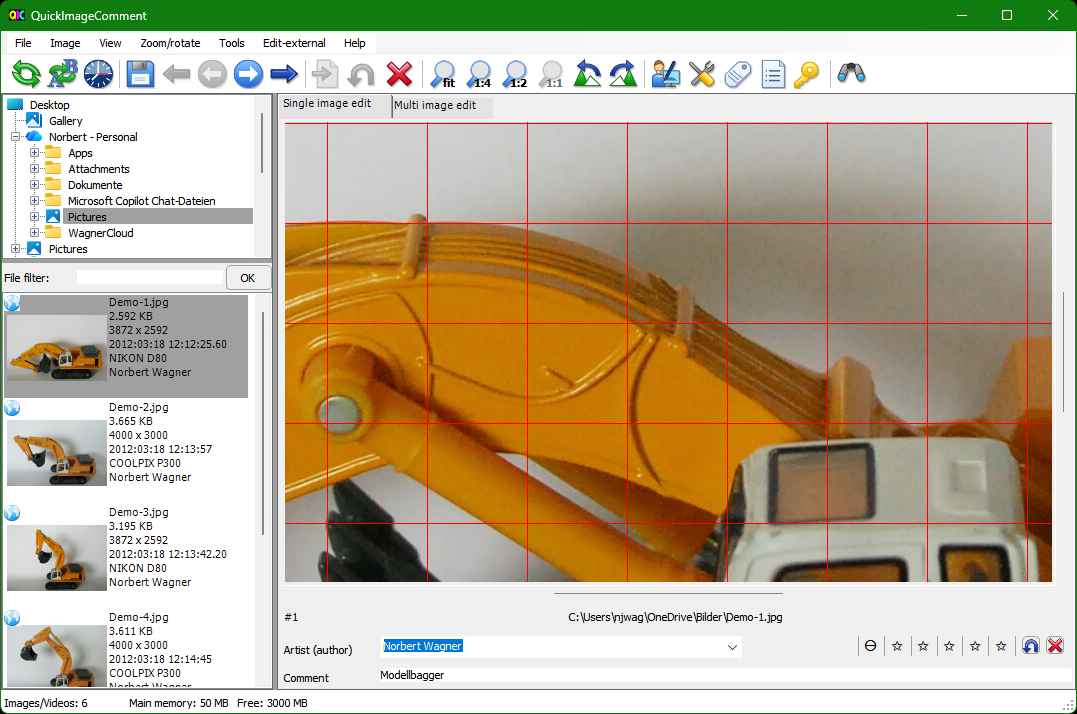 QIC QuickImageComment
File Image View Zoom/rotate Tools Edit-external Help
AB fit 1:4 1:2 1:1
Desktop
Gallery
Norbert - Personal
Apps
Attachments
Dokumente
Microsoft Copilot Chat-Dateien
Pictures
WagnerCloud
Pictures
File filter: OK
Demo-1.jpg
2.592 KB
3872 x 2592
2012:03:18 12:12:25.60
NIKON D80
Norbert Wagner
Demo-2.jpg
3.665 KB
4000 x 3000
2012:03:18 12:13:57
COOLPIX P300
Norbert Wagner
Demo-3.jpg
3.195 KB
3872 x 2592
2012:03:18 12:13:42.20
NIKON D80
Norbert Wagner
Demo-4.jpg
3.611 KB
4000 x 3000
2012:03:18 12:14:45
COOLPIX P300
Norbert Wagner
Single image edit Multi image edit
#1 C:\Users\njwag\OneDrive\Bilder\Demo-1.jpg
Artist (author) Norbert Wagner
Comment Modellbagger
Images/Videos: 6 Main memory: 50 MB Free: 3000 MB